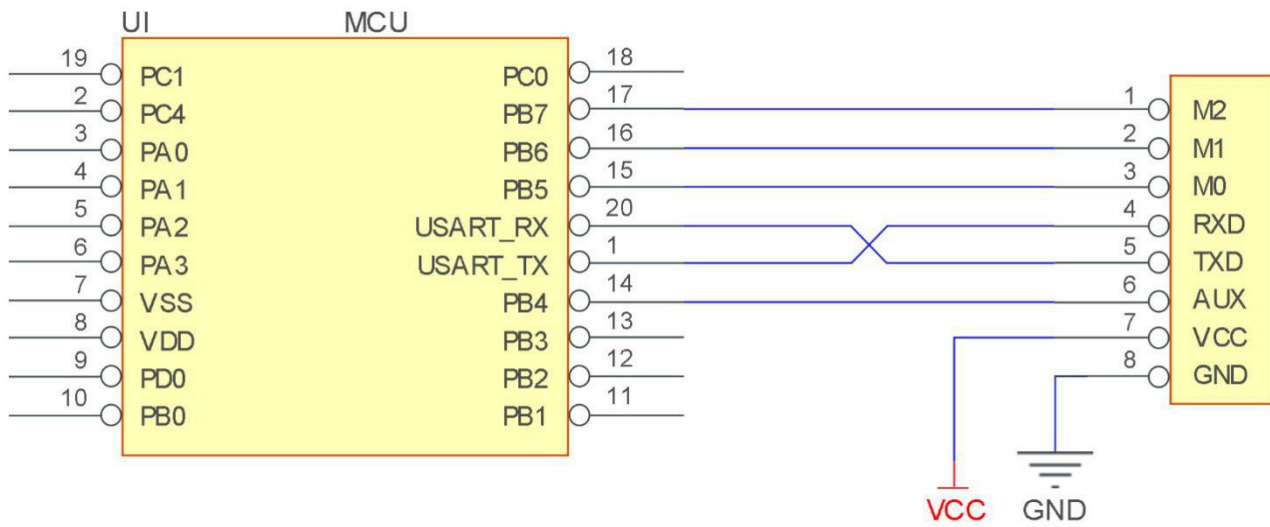 UI MCU
19 PC1 PC0 18
2 PC4 PB7 17 1 M2
3 PA0 PB6 16 2 M1
4 PA1 PB5 15 3 M0
5 PA2 USART_RX 20 4 RXD
6 PA3 USART_TX 1 5 TXD
7 VSS PB4 14 6 AUX
8 VDD PB3 13 7 VCC
9 PD0 PB2 12 8 GND
10 PB0 PB1 11
VCC GND